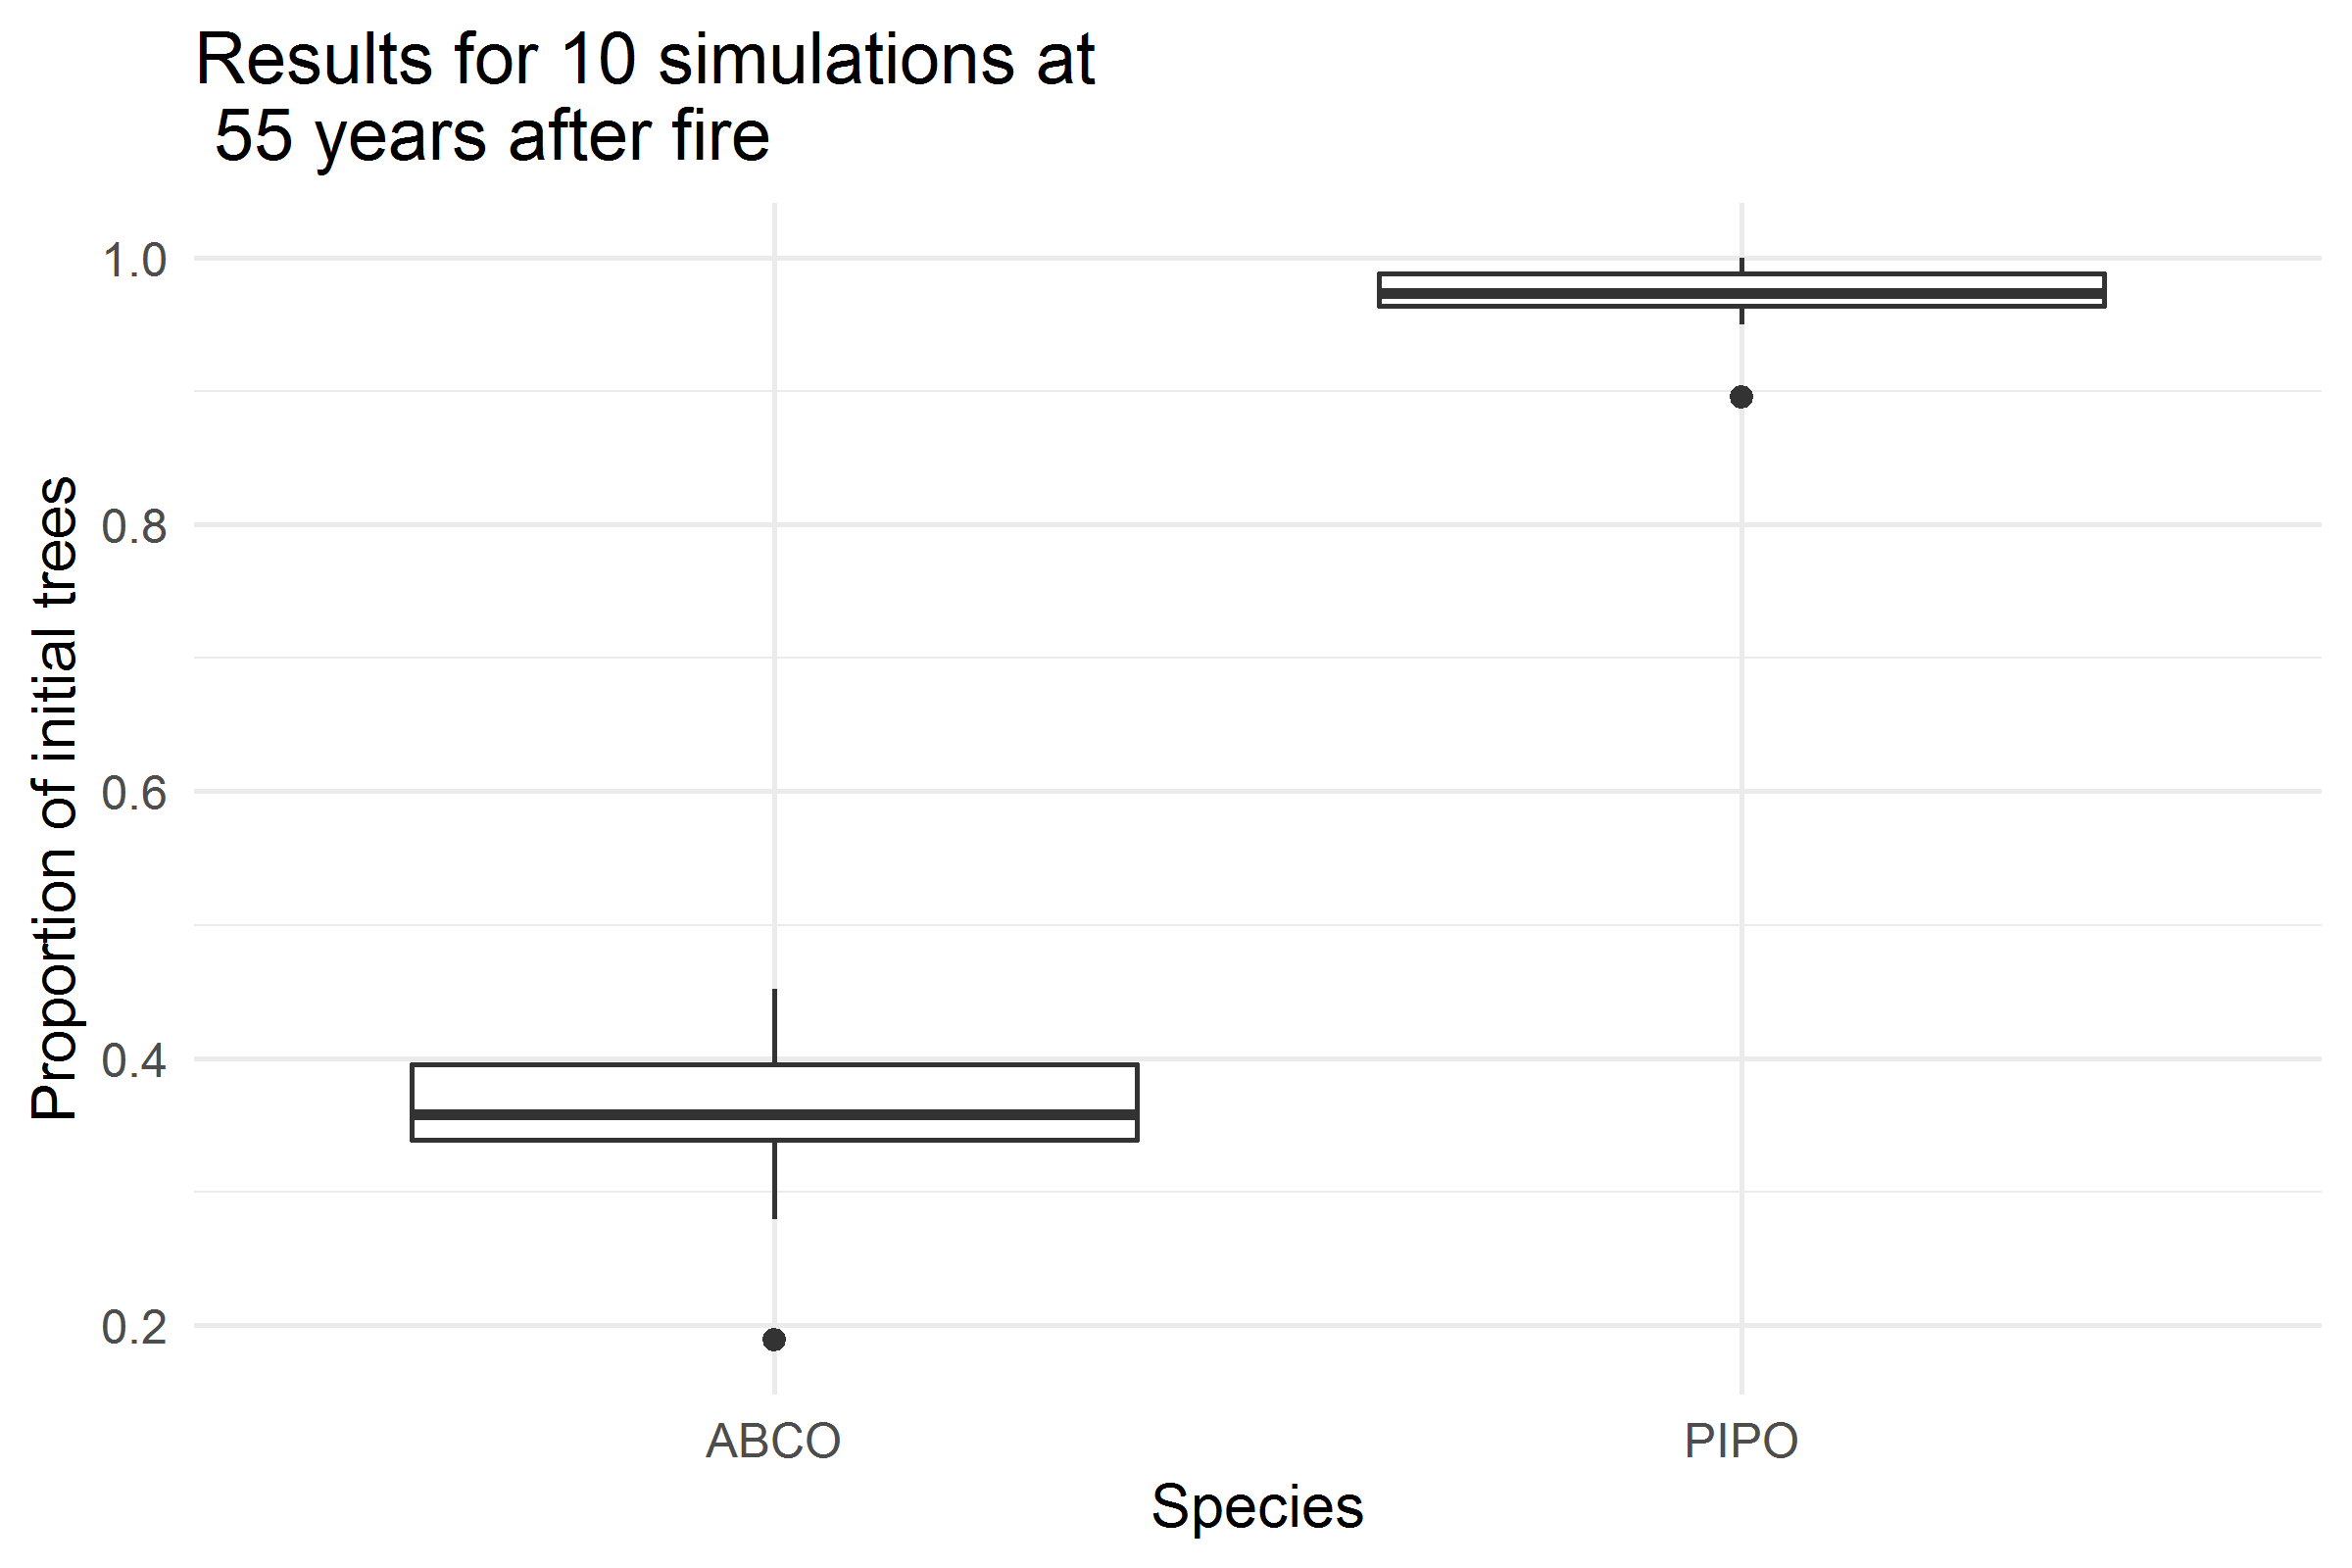 Results for 10 simulations at
55 years after fire
Proportion of initial trees
1.0
0.8
0.6
0.4
0.2
ABCO
PIPO
Species